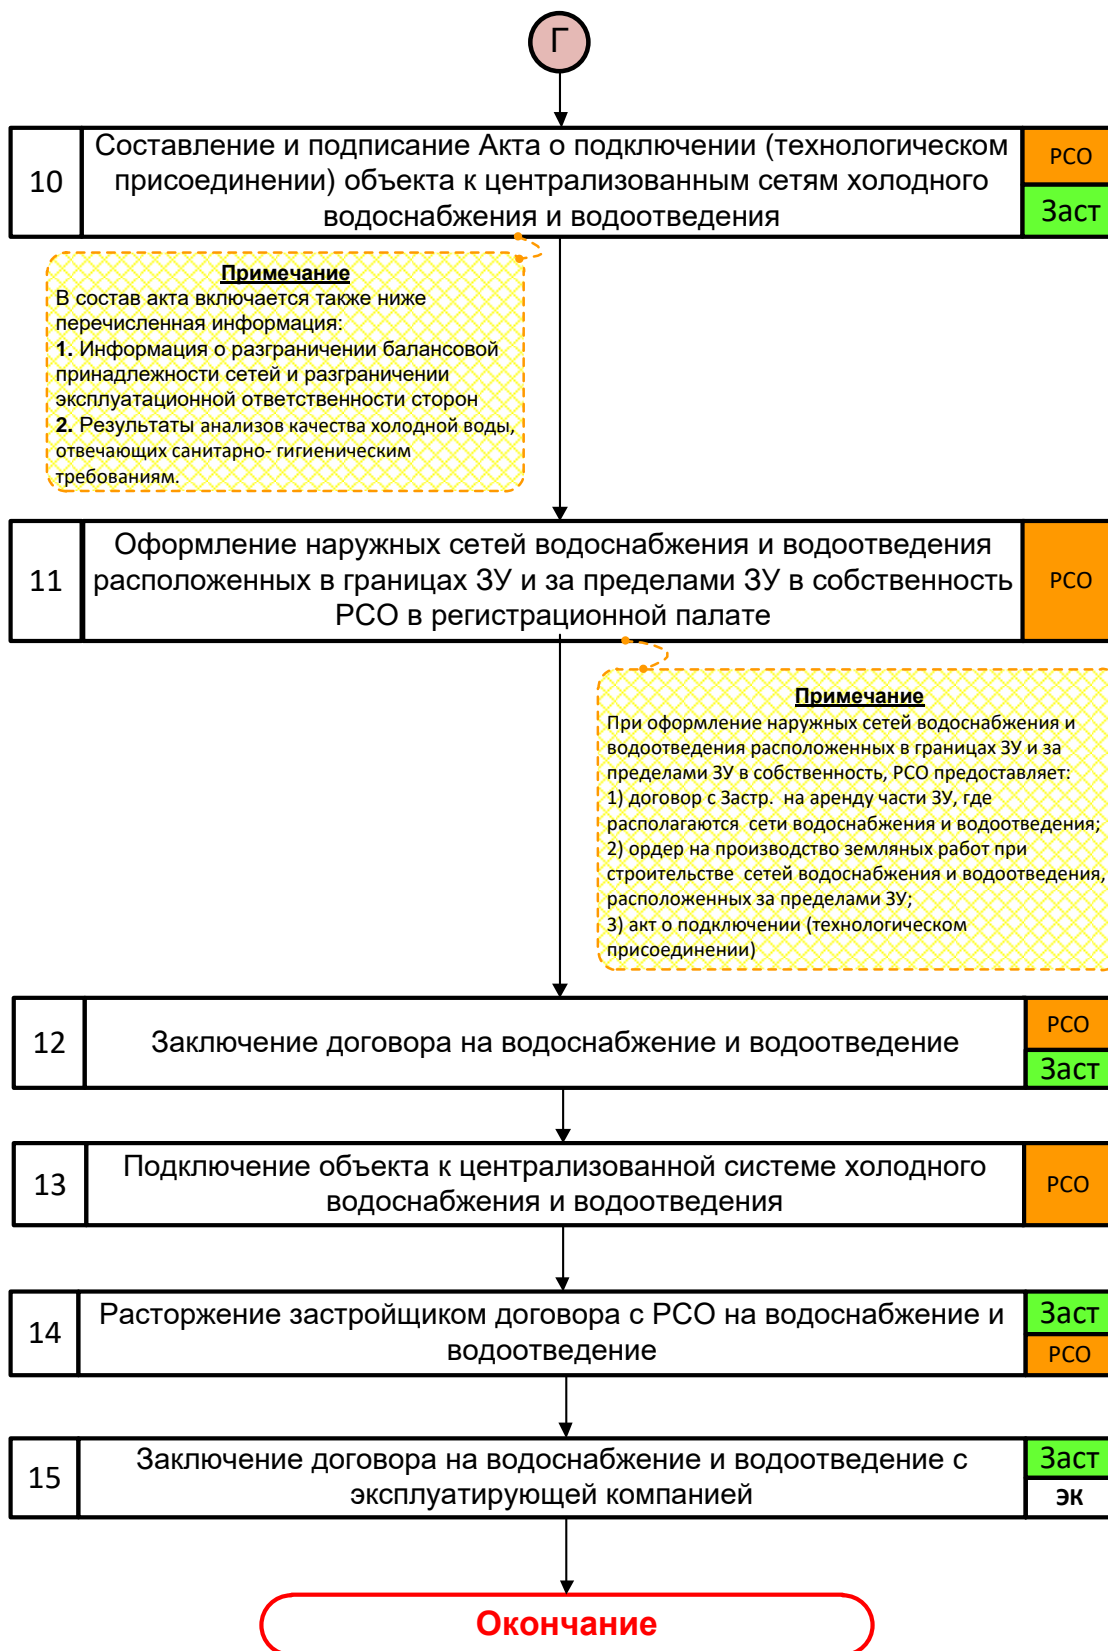 Г
10
Составление и подписание Акта о подключении (технологическом
присоединении) объекта к централизованным сетям холодного
водоснабжения и водоотведения
РСО
Заст
Примечание
В состав акта включается также ниже
перечисленная информация:
1. Информация о разграничении балансовой
принадлежности сетей и разграничении
эксплуатационной ответственности сторон
2. Результаты анализов качества холодной воды,
отвечающих санитарно- гигиеническим
требованиям.
11
Оформление наружных сетей водоснабжения и водоотведения
расположенных в границах ЗУ и за пределами ЗУ в собственность
РСО в регистрационной палате
РСО
Примечание
При оформление наружных сетей водоснабжения и
водоотведения расположенных в границах ЗУ и за
пределами ЗУ в собственность, РСО предоставляет:
1) договор с Застр. на аренду части ЗУ, где
располагаются сети водоснабжения и водоотведения;
2) ордер на производство земляных работ при
строительстве сетей водоснабжения и водоотведения,
расположенных за пределами ЗУ;
3) акт о подключении (технологическом
присоединении)
12
Заключение договора на водоснабжение и водоотведение
РСО
Заст
13
Подключение объекта к централизованной системе холодного
водоснабжения и водоотведения
РСО
14
Расторжение застройщиком договора с РСО на водоснабжение и
водоотведение
Заст
РСО
15
Заключение договора на водоснабжение и водоотведение с
эксплуатирующей компанией
Заст
ЭК
Окончание